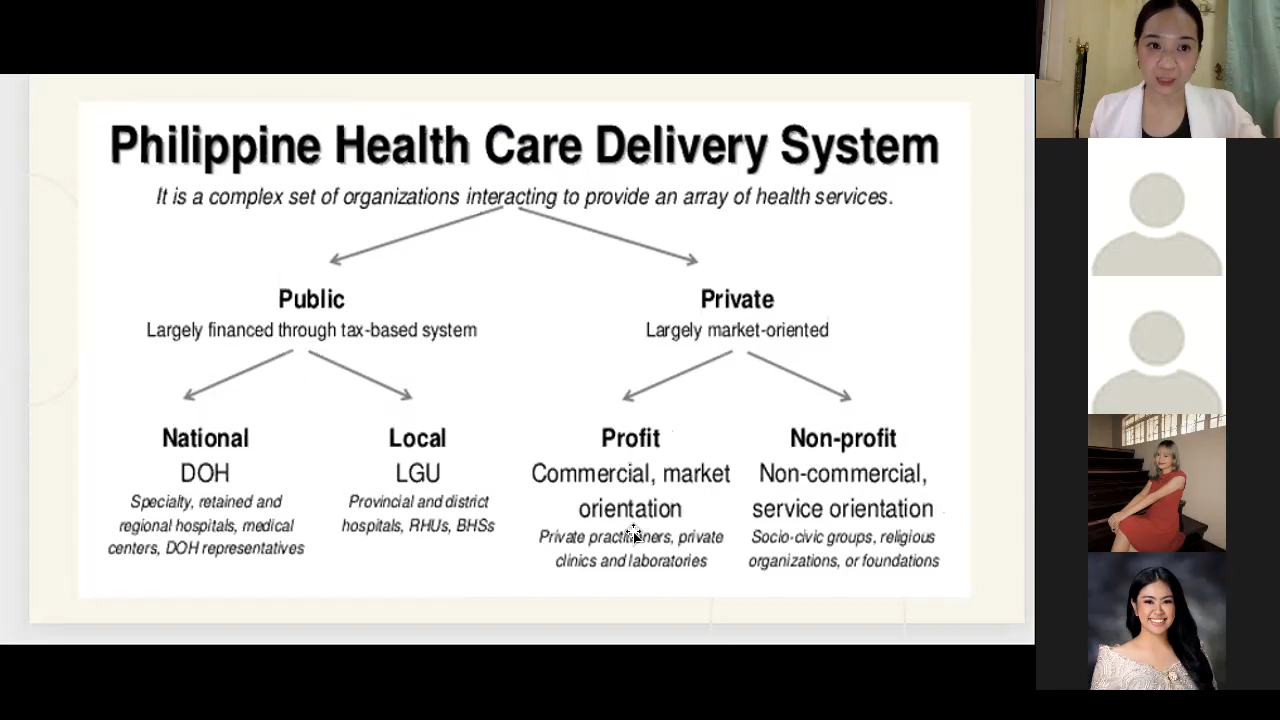 Philippine Health Care Delivery System
It is a complex set of organizations interacting to provide an array of health services.
Public
Largely financed through tax-based system
Private
Largely market-oriented
National
DOH
Specialty, retained and
regional hospitals, medical
centers, DOH representatives
Local
LGU
Provincial and district
hospitals, RHUs, BHSs
Profit
Commercial, market
orientation
Private practitioners, private
clinics and laboratories
Non-profit
Non-commercial,
service orientation
Socio-civic groups, religious
organizations, or foundations